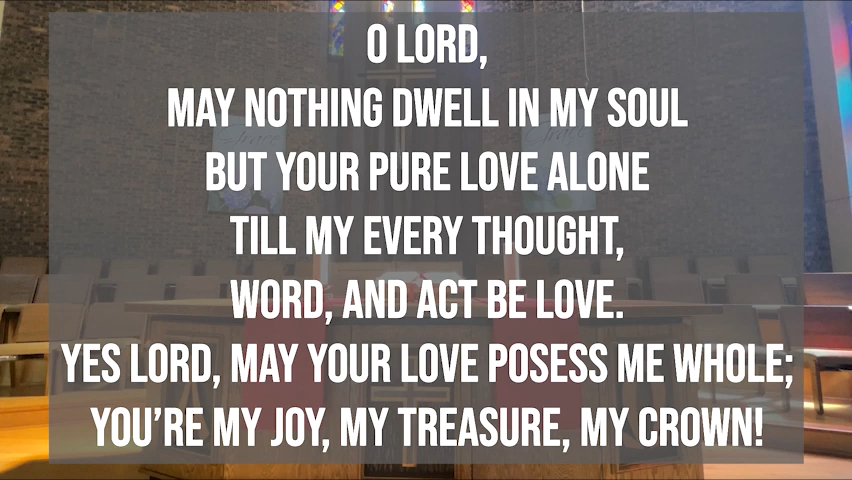 O LORD,
MAY NOTHING DWELL IN MY SOUL
BUT YOUR PURE LOVE ALONE
TILL MY EVERY THOUGHT,
WORD, AND ACT BE LOVE.
YES LORD, MAY YOUR LOVE POSESS ME WHOLE;
YOU'RE MY JOY, MY TREASURE, MY CROWN!